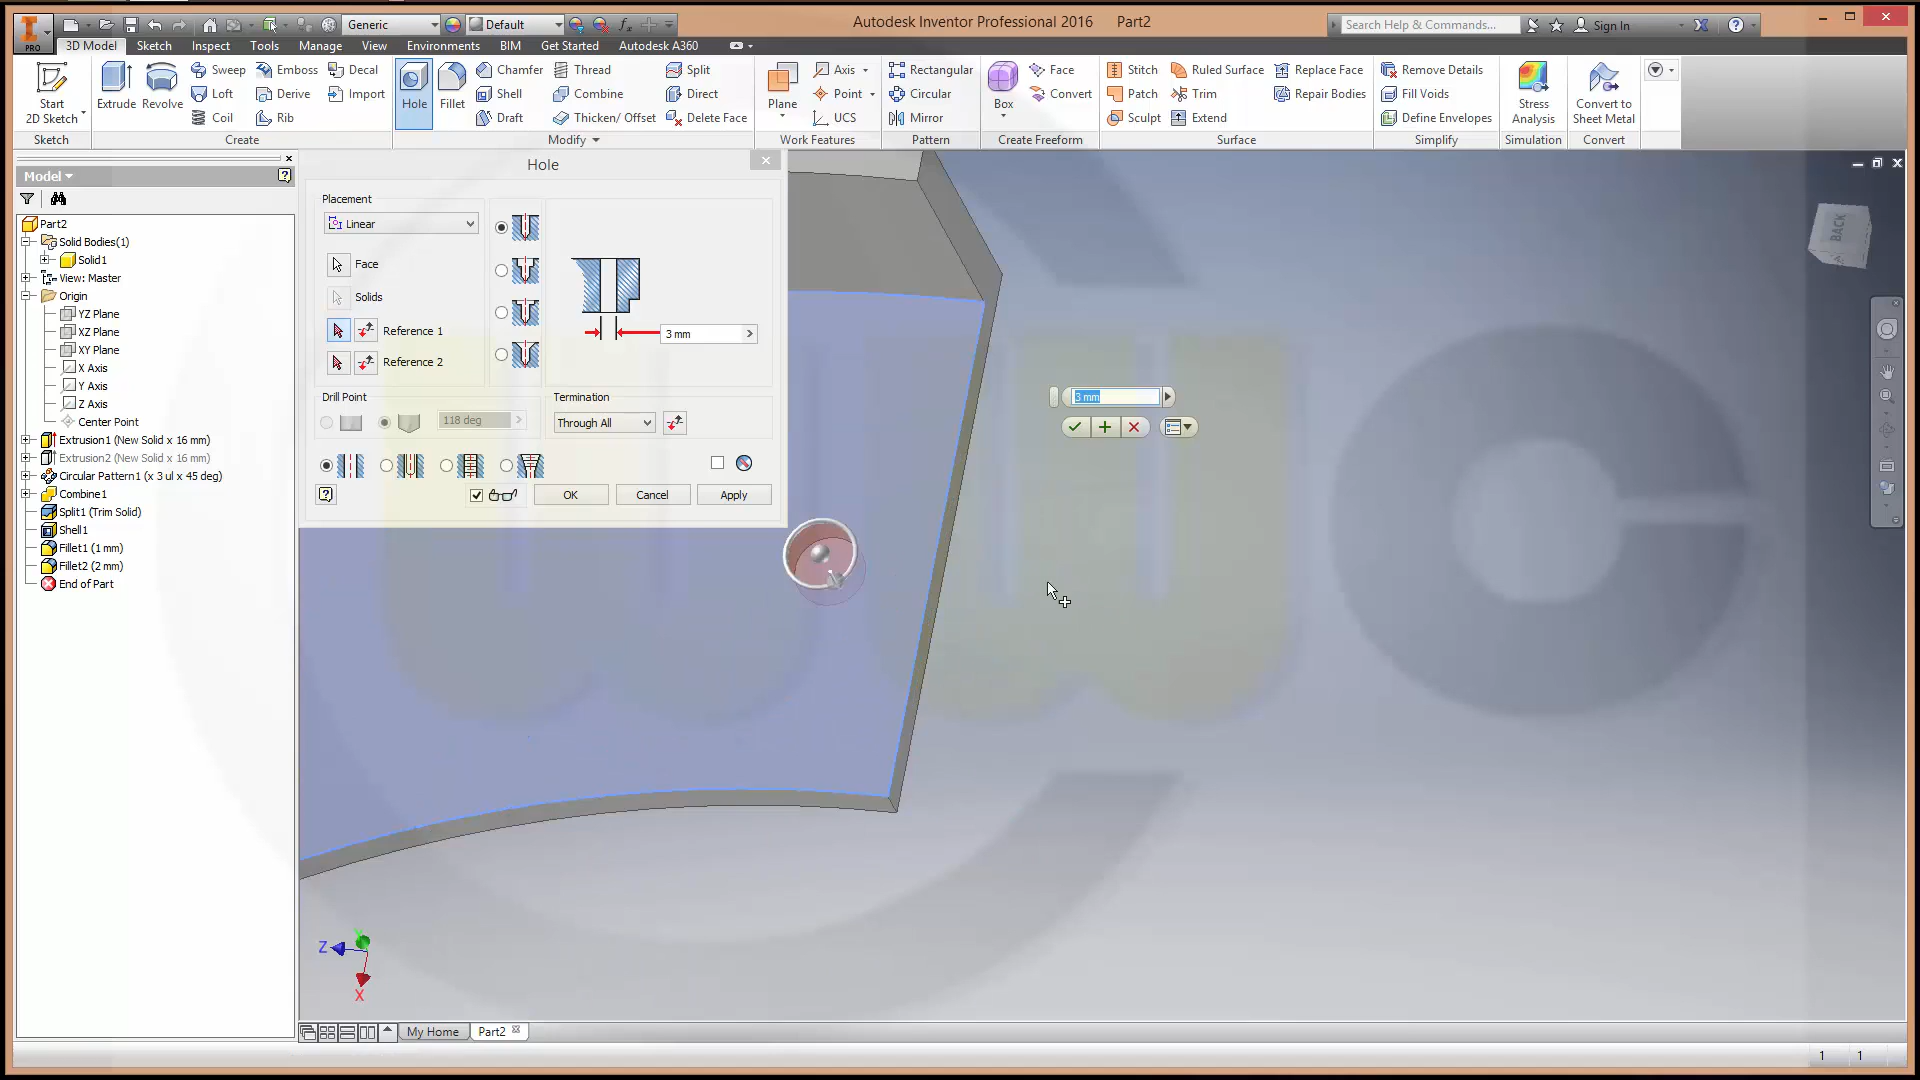 Generic
Default
Autodesk Inventor Professional 2016 Part2
Search Help & Commands...
Sign In
PRO
3D Model Sketch Inspect Tools Manage View Environments BIM Get Started Autodesk A360
Start
2D Sketch
Extrude
Revolve
Sweep
Loft
Coil
Emboss
Derive
Rib
Decal
Import
Hole
Fillet
Chamfer
Shell
Draft
Thread
Combine
Thicken/ Offset
Split
Direct
Delete Face
Plane
Axis
Point
UCS
Rectangular
Circular
Mirror
Box
Face
Convert
Stitch
Patch
Sculpt
Ruled Surface
Trim
Extend
Replace Face
Repair Bodies
Remove Details
Fill Voids
Define Envelopes
Stress
Analysis
Convert to
Sheet Metal
Sketch Create Modify Work Features Pattern Create Freeform Surface Simplify Simulation Convert
Model
Part2
Solid Bodies(1)
Solid1
View: Master
Origin
YZ Plane
XZ Plane
XY Plane
X Axis
Y Axis
Z Axis
Center Point
Extrusion1 (New Solid x 16 mm)
Extrusion2 (New Solid x 16 mm)
Circular Pattern1 (x 3 ul x 45 deg)
Combine1
Split1 (Trim Solid)
Shell1
Fillet1 (1 mm)
Fillet2 (2 mm)
End of Part
Hole
Placement
Linear
Face
Solids
Reference 1
Reference 2
3 mm
Drill Point
118 deg
Termination
Through All
OK
Cancel
Apply
3 mm
BACK
Z
Y
X
My Home
Part2
1 1